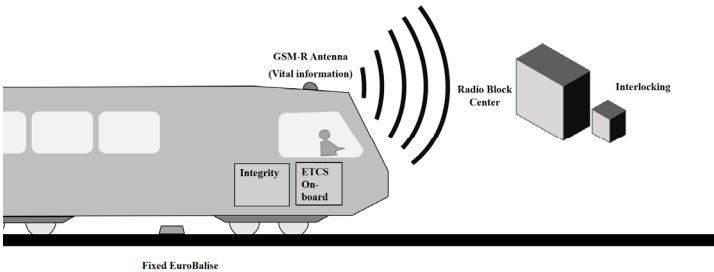 GSM-R Antenna
(Vital information)
Radio Block
Center
Interlocking
Integrity
ETCS
On-
board
Fixed EuroBalise